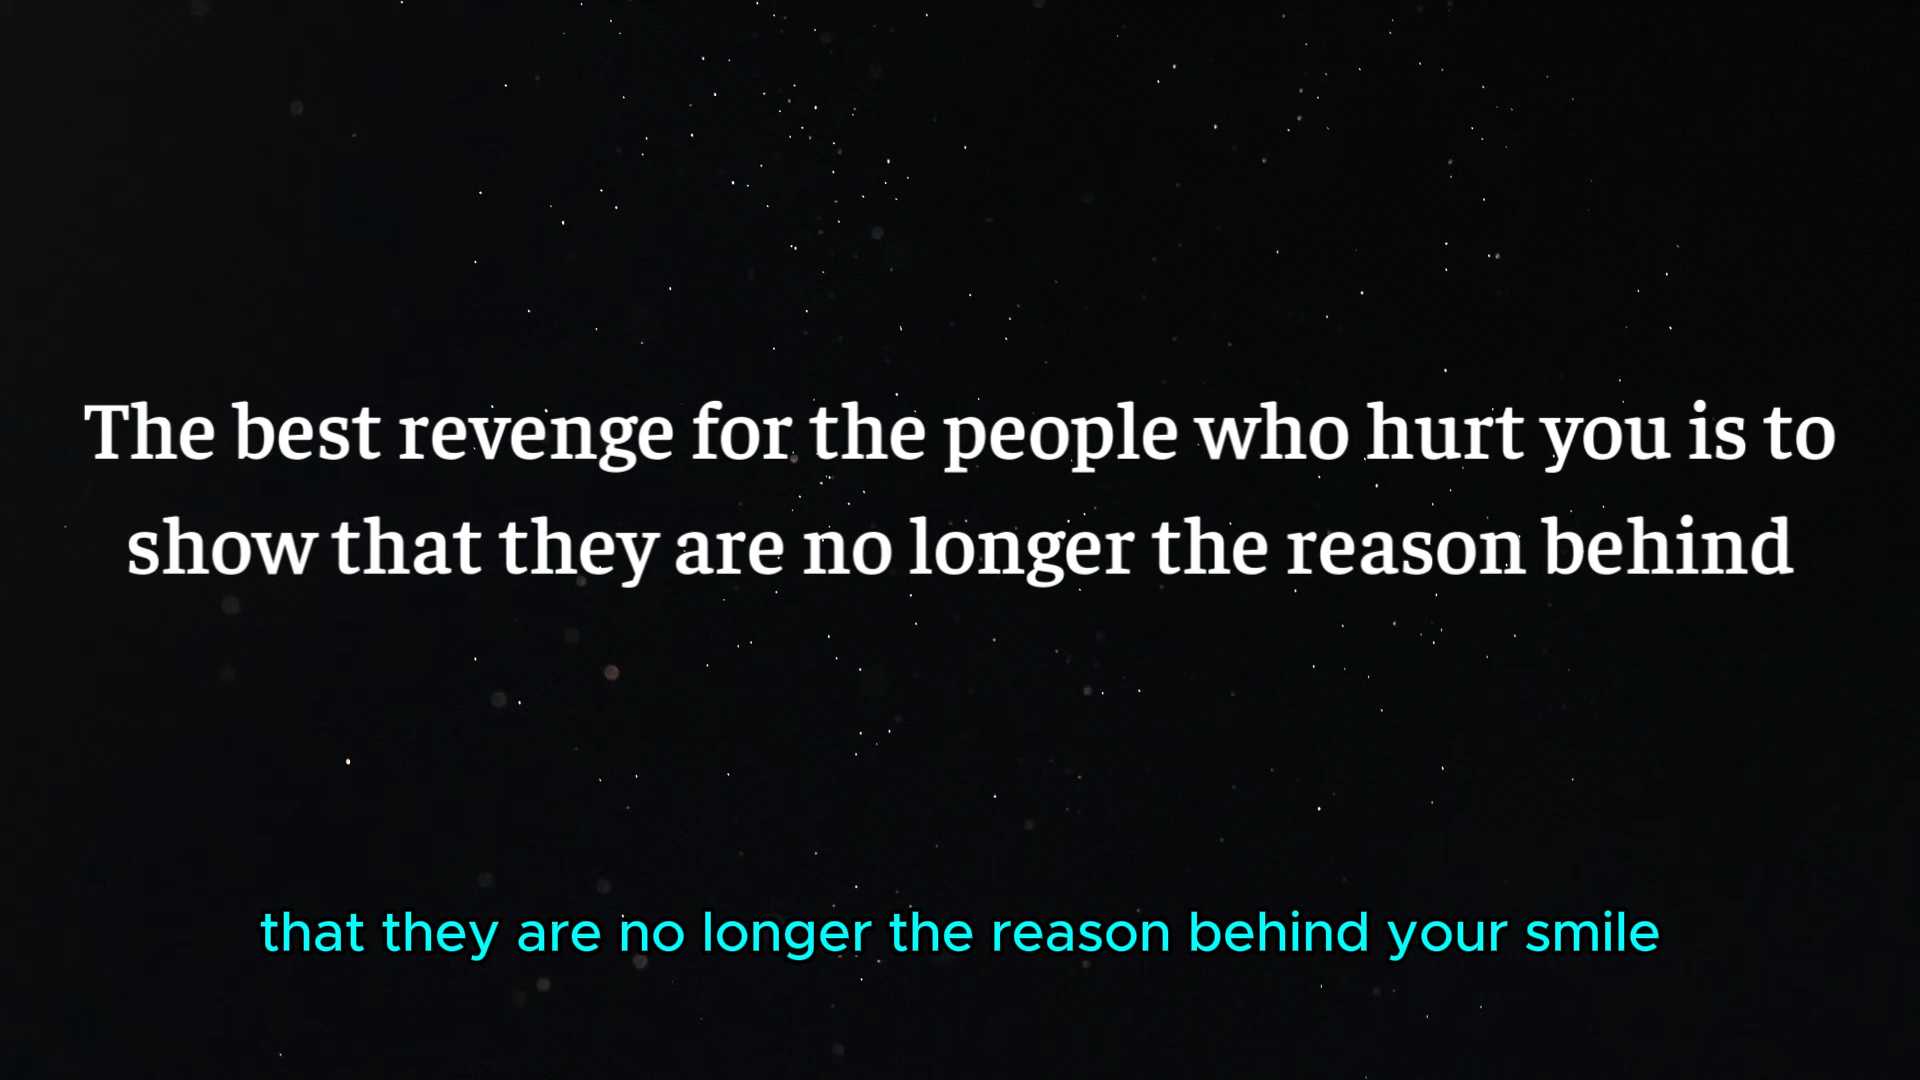 The best revenge for the people who hurt you is to
show that they are no longer the reason behind
that they are no longer the reason behind your smile